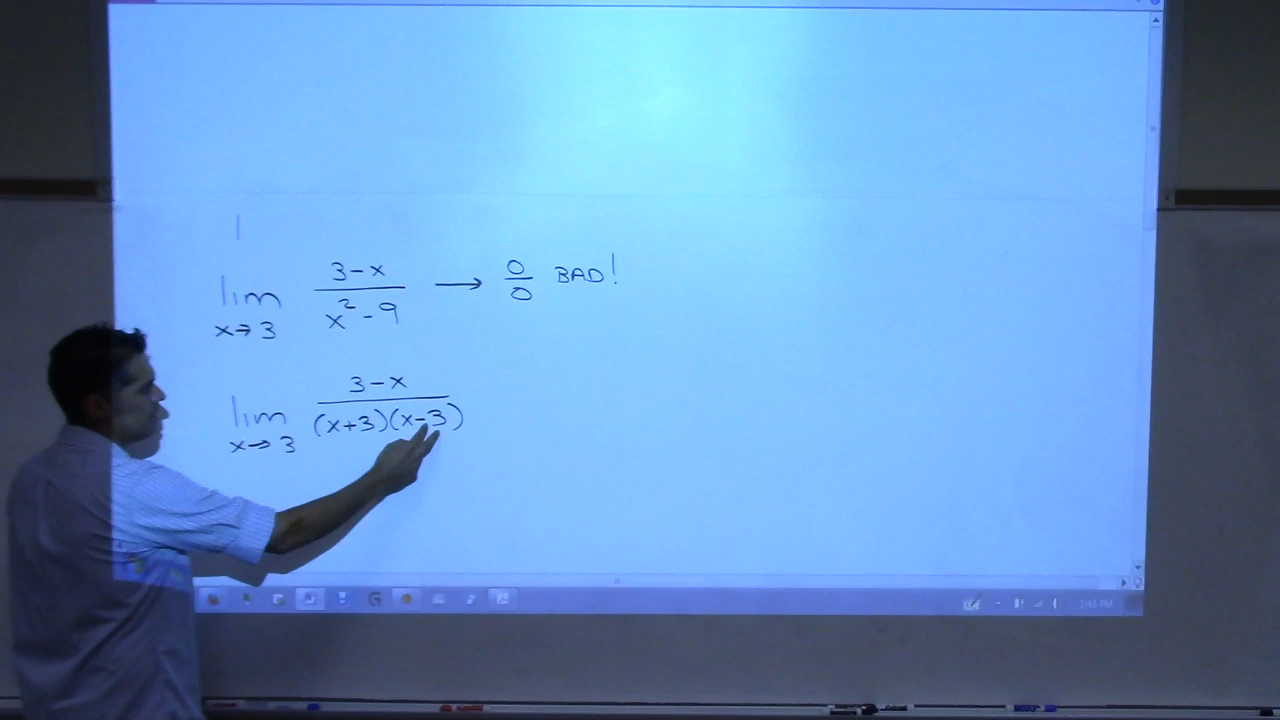 lim x→3 3-x / x² - 9 → 0/0 BAD!
lim x→3 3-x / (x+3)(x-3)